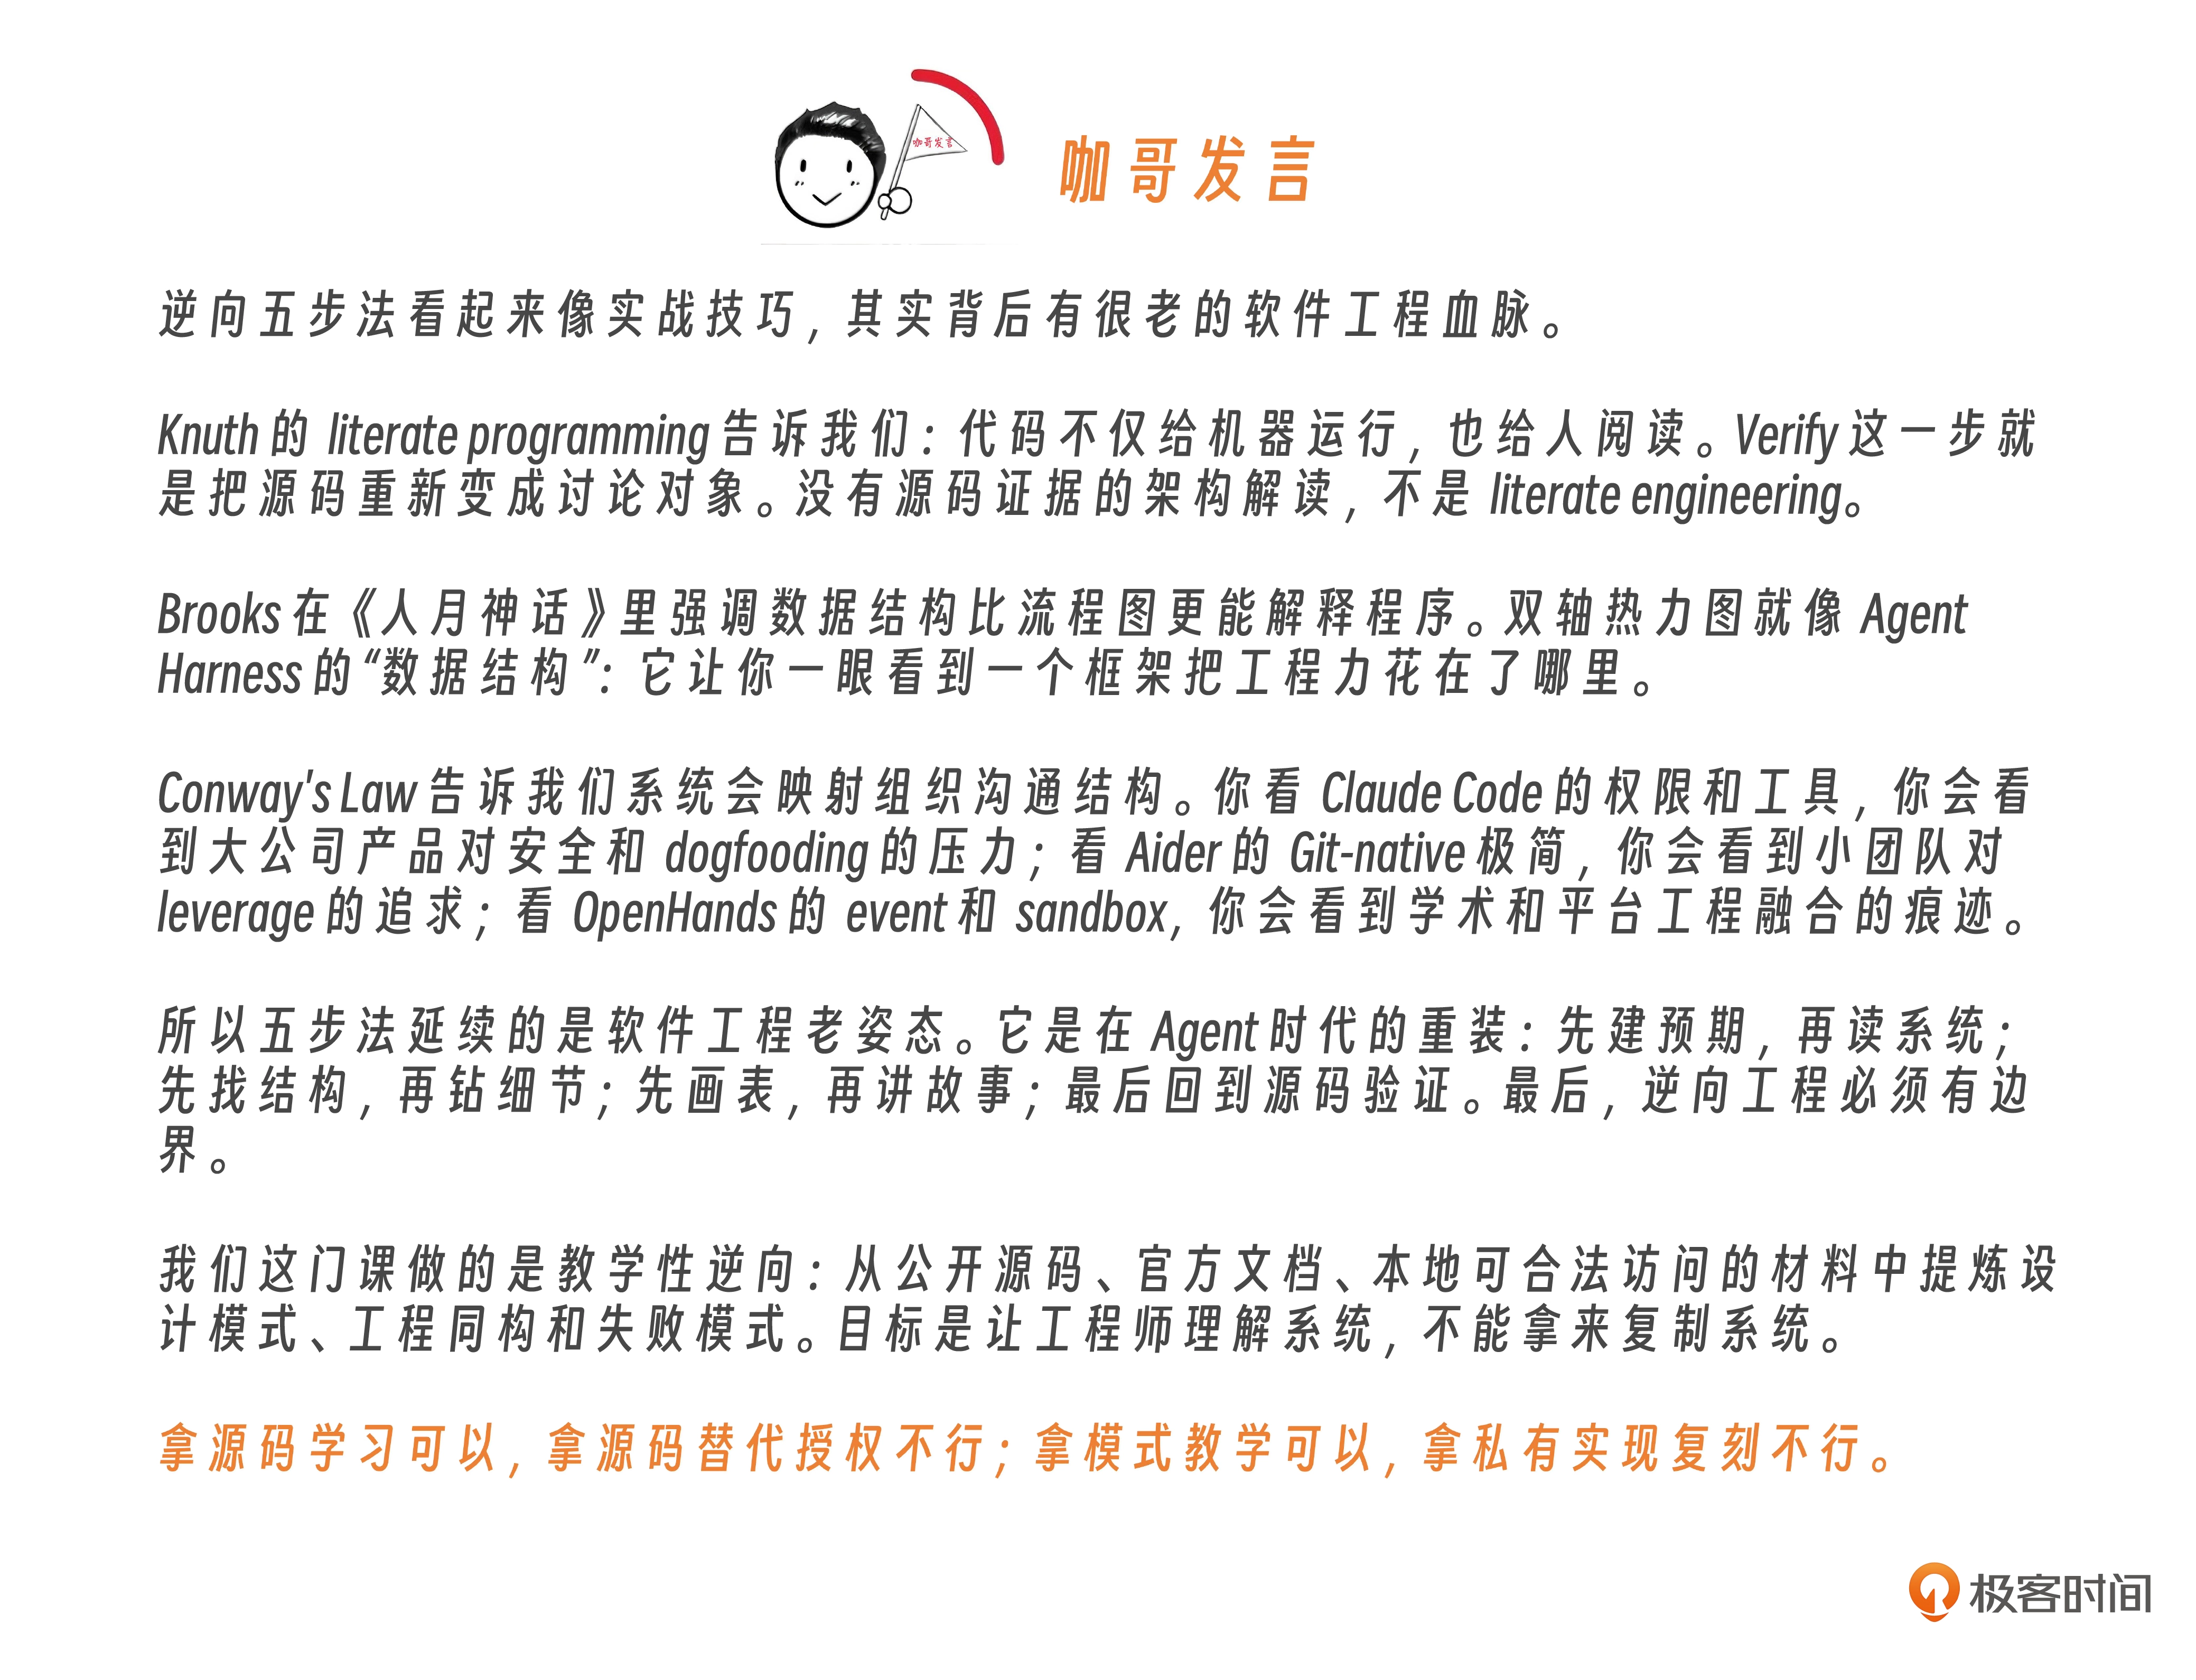 咖哥发言
咖哥发言
逆向五步法看起来像实战技巧，其实背后有很老的软件工程血脉。
Knuth 的 literate programming 告诉我们：代码不仅给机器运行，也给人阅读。Verify 这一步就
是把源码重新变成讨论对象。没有源码证据的架构解读，不是 literate engineering。
Brooks 在《人月神话》里强调数据结构比流程图更能解释程序。双轴热力图就像 Agent
Harness 的“数据结构”：它让你一眼看到一个框架把工程力花在了哪里。
Conway's Law 告诉我们系统会映射组织沟通结构。你看 Claude Code 的权限和工具，你会看
到大公司产品对安全和 dogfooding 的压力；看 Aider 的 Git-native 极简，你会看到小团队对
leverage 的追求；看 OpenHands 的 event 和 sandbox，你会看到学术和平台工程融合的痕迹。
所以五步法延续的是软件工程老姿态。它是在 Agent 时代的重装：先建预期，再读系统；
先找结构，再钻细节；先画表，再讲故事；最后回到源码验证。最后，逆向工程必须有边
界。
我们这门课做的是教学性逆向：从公开源码、官方文档、本地可合法访问的材料中提炼设
计模式、工程同构和失败模式。目标是让工程师理解系统，不能拿来复制系统。
拿源码学习可以，拿源码替代授权不行；拿模式教学可以，拿私有实现复刻不行。
极客时间